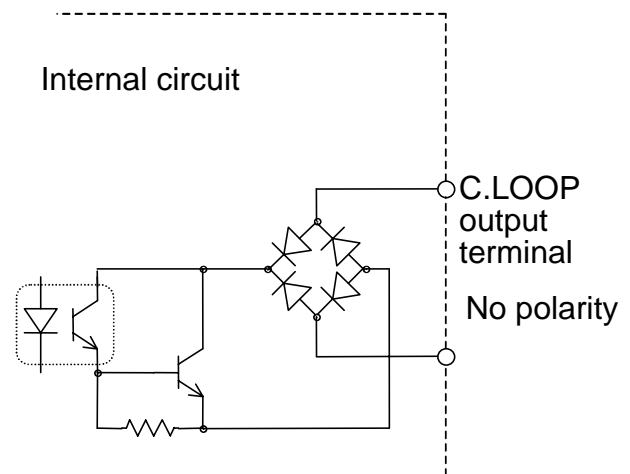 Internal circuit
C.LOOP
output
terminal
No polarity